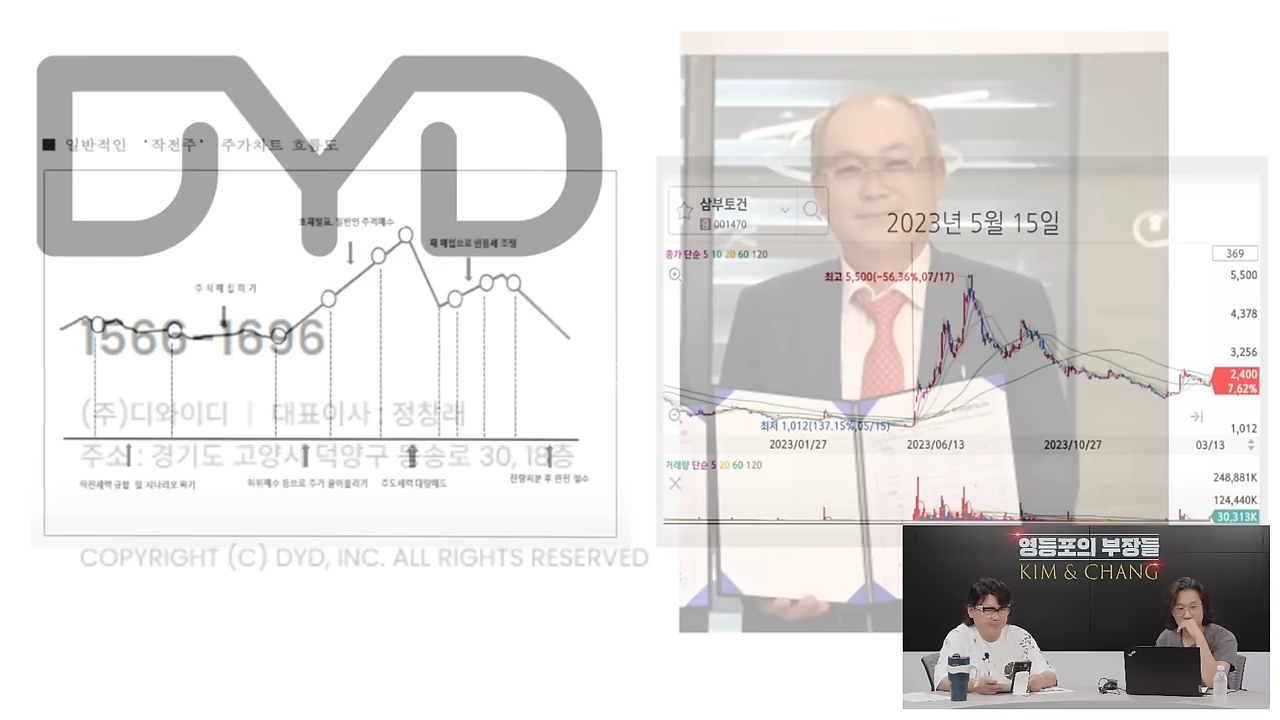 DYD
■ 일반적인 '작전주' 주가차트 흐름도
호재발표, 일반인 추격매수
재 매입으로 반등세 조절
주식매집하기
1566-1696
(주)디와이디 | 대표이사 : 정창래
주소 : 경기도 고양시 덕양구 동송로 30, 18층
작전세력 규합 및 시나리오 짜기
허위매수 등으로 주가 끌어올리기
주도세력 대량매도
잔량처분 후 완전 철수
COPYRIGHT (C) DYD, INC. ALL RIGHTS RESERVED
삼부토건
증 001470
2023년 5월 15일
종가 단순 5 10 20 60 120
369
최고 5,500(-56,36%,07/17)
5,500
4,378
3,256
2,400
7.62%
최저 1,012(137.15%,05/15)
1,012
2023/01/27
2023/06/13
2023/10/27
03/13
거래량 단순 5 20 60 120
248,881K
124,440K
30,313K
영등포의 부장들
KIM & CHANG